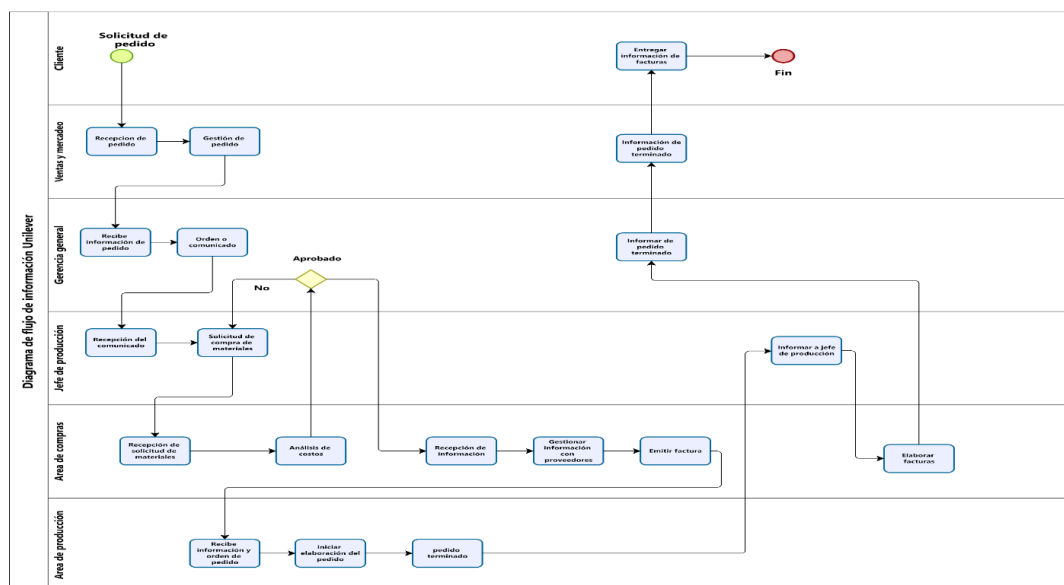 Diagrama de flujo de información Unilever
Cliente
Solicitud de
pedido
Entregar
información de
facturas
Fin
Ventas y mercadeo
Recepcion de
pedido
Gestión de
pedido
Información de
pedido
terminado
Gerencia general
Recibe
información de
pedido
Orden o
comunicado
Aprobado
No
Informar de
pedido
terminado
Jefe de producción
Recepción del
comunicado
Solicitud de
compra de
materiales
Informar a jefe
de producción
Area de compras
Recepción de
solicitud de
materiales
Análisis de
costos
Recepción de
información
Gestionar
información
con
proveedores
Emitir factura
Elaborar
facturas
Area de producción
Recibe
información y
orden de
pedido
Iniciar
elaboración del
pedido
pedido
terminado